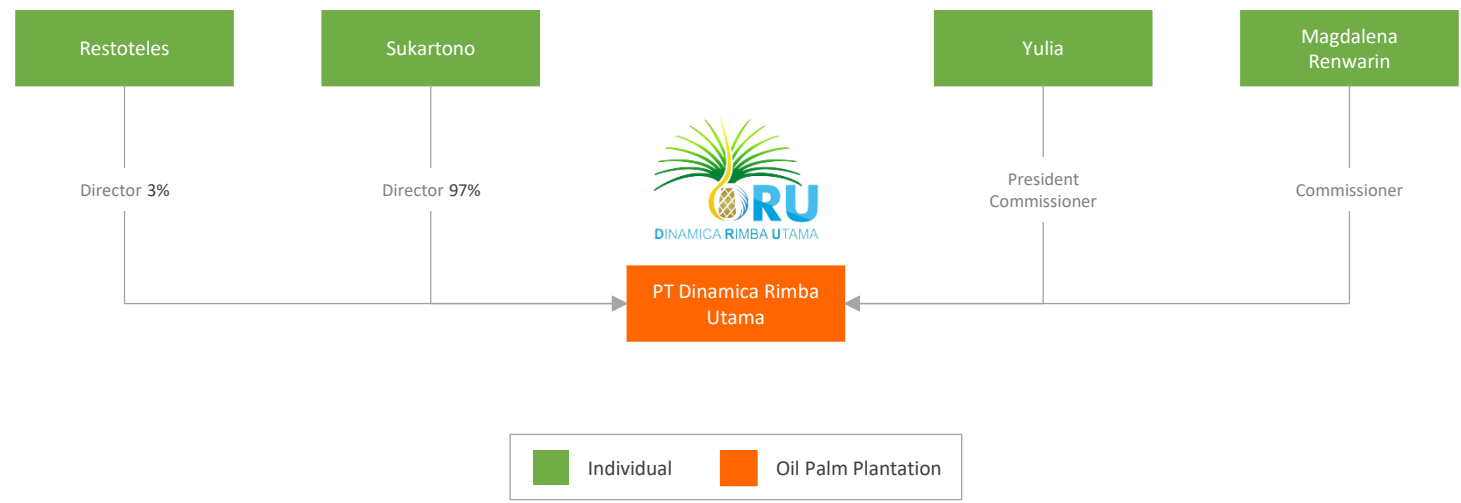 Restoteles
Sukartono
Yulia
Magdalena
Renwarin
Director 3%
Director 97%
President
Commissioner
Commissioner
DRU
DINAMICA RIMBA UTAMA
PT Dinamica Rimba
Utama
Individual
Oil Palm Plantation